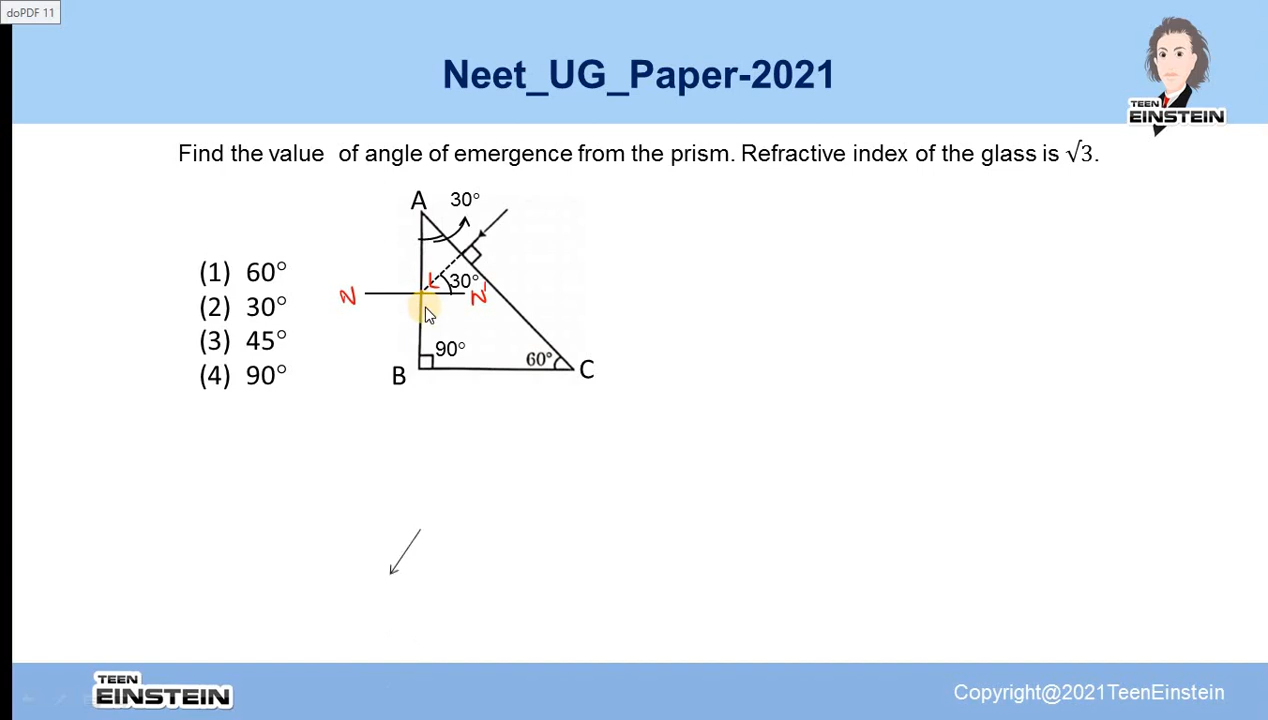 doPDF 11
Neet_UG_Paper-2021
TEEN
EINSTEIN
Find the value of angle of emergence from the prism. Refractive index of the glass is √3.
A 30°
(1) 60°
L 30°
N N'
(2) 30°
(3) 45°
90°
60°
(4) 90°
B C
TEEN
EINSTEIN
Copyright@2021TeenEinstein